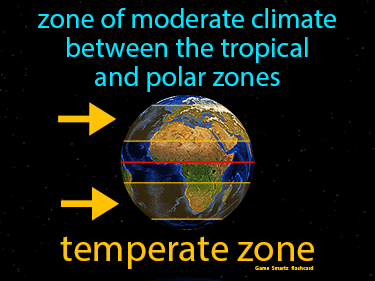 zone of moderate climate
between the tropical
and polar zones
temperate zone
Game Smartz flashcard